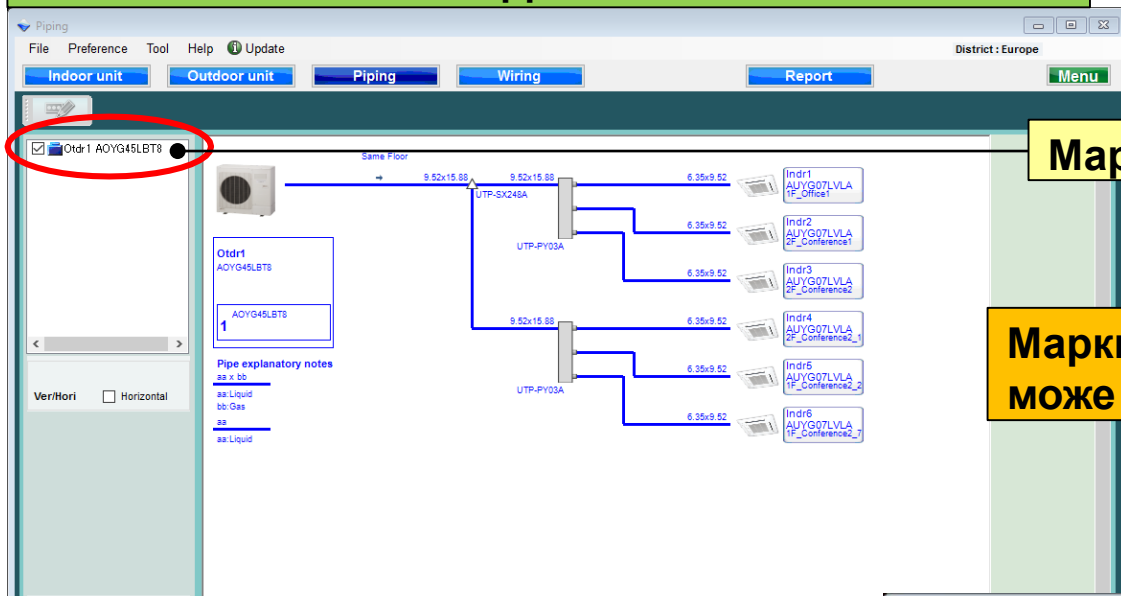 Piping
File Preference Tool Help Update
District : Europe
Indoor unit Outdoor unit Piping Wiring Report Menu
Otdr1 AOYG45LBT8
Ver/Hori Horizontal
Same Floor
→ 9.52x15.88 9.52x15.88 6.35x9.52
UTP-SX248A
UTP-PY03A
Indr1
AUYG07LVLA
1F_Office1
6.35x9.52
Indr2
AUYG07LVLA
2F_Conference1
6.35x9.52
Indr3
AUYG07LVLA
2F_Conference2
9.52x15.88 6.35x9.52
UTP-PY03A
Indr4
AUYG07LVLA
2F_Conference2_1
6.35x9.52
Indr5
AUYG07LVLA
1F_Conference2_2
6.35x9.52
Indr6
AUYG07LVLA
1F_Conference2_7
Otdr1
AOYG45LBT8
AOYG45LBT8
1
Pipe explanatory notes
aa x bb
aa:Liquid
bb:Gas
aa
aa:Liquid
може